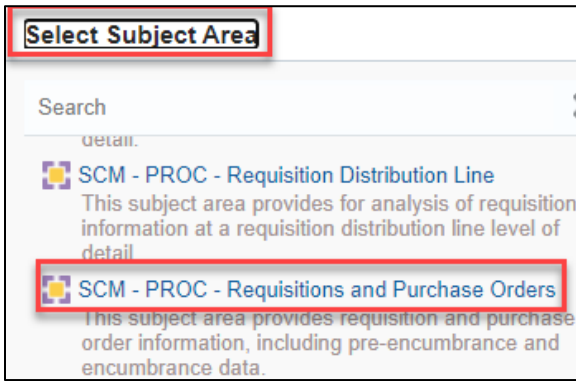 Select Subject Area
Search
detail.
SCM - PROC - Requisition Distribution Line
This subject area provides for analysis of requisition
information at a requisition distribution line level of
detail
SCM - PROC - Requisitions and Purchase Orders
This subject area provides requisition and purchase
order information, including pre-encumbrance and
encumbrance data.